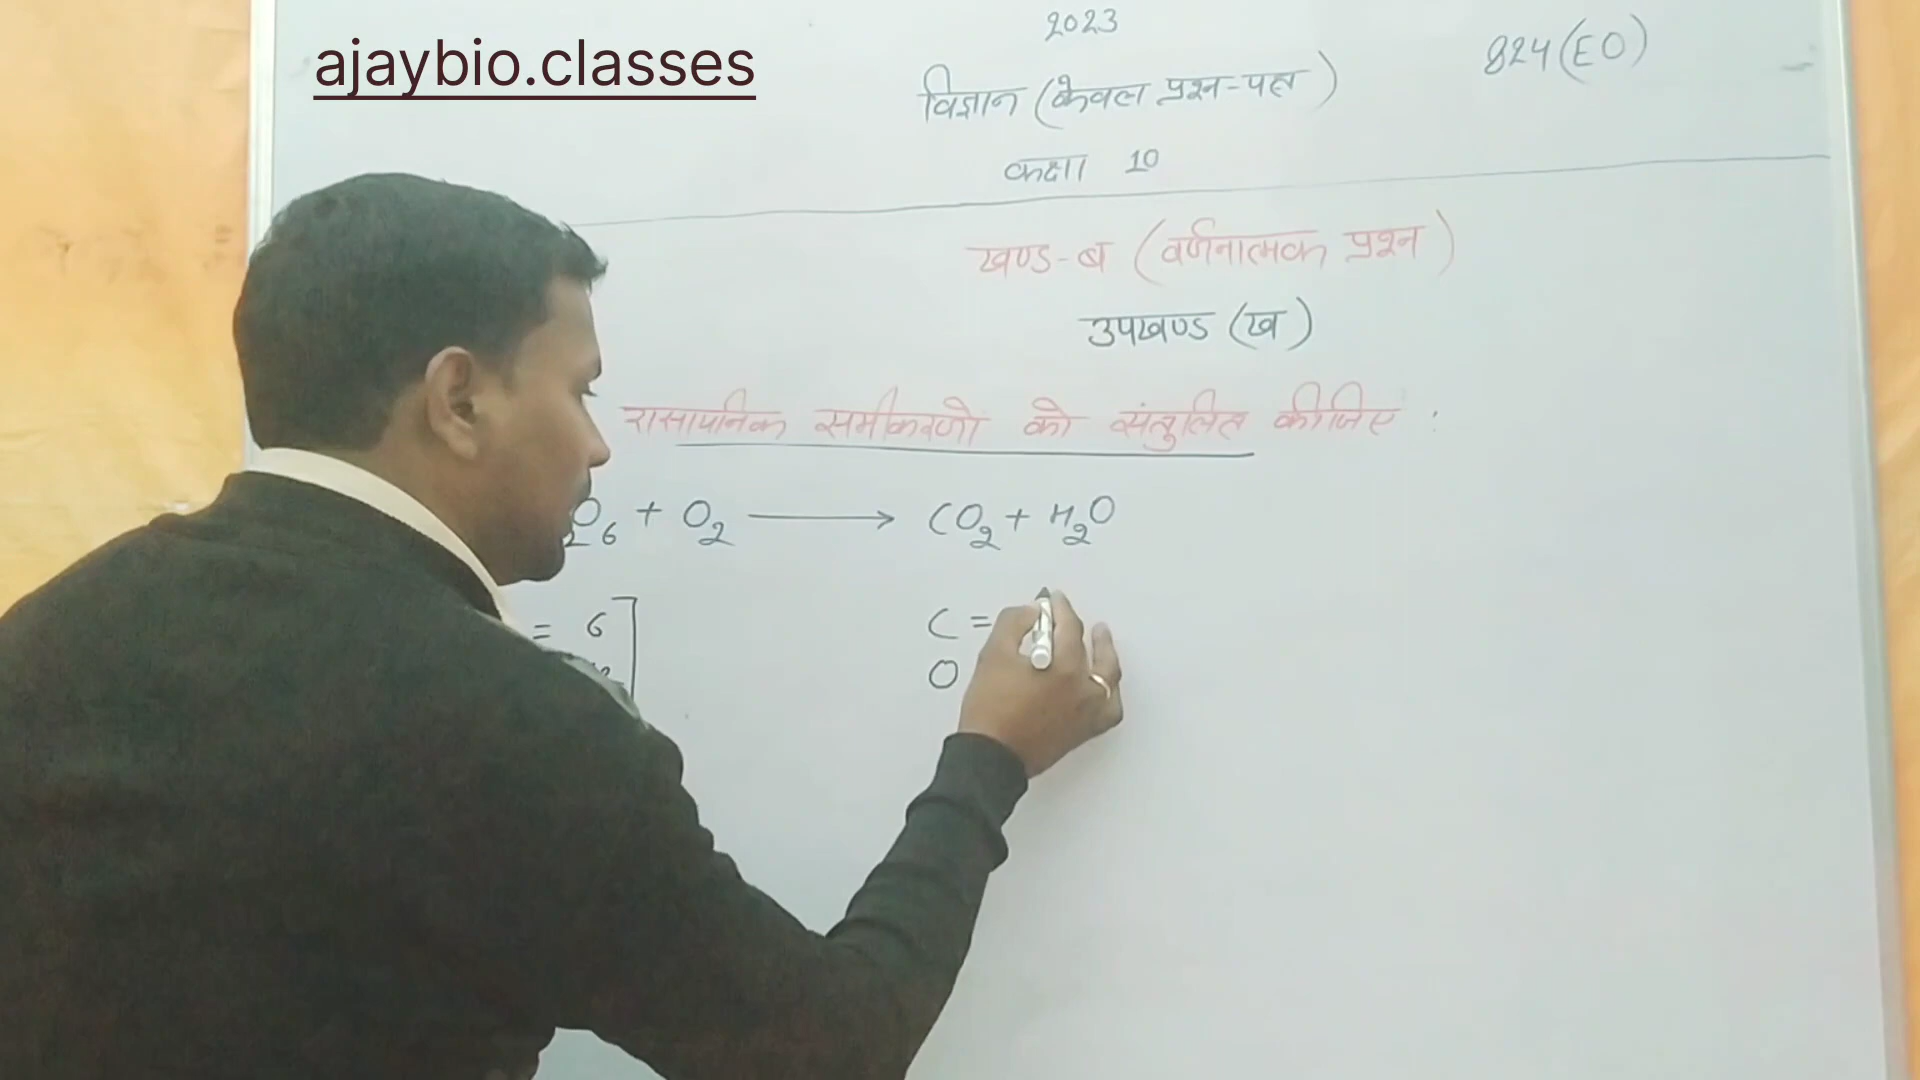 ajaybio.classes
2023
824 (EO)
विज्ञान (केवल प्रश्न-पत्र)
कक्षा 10
खण्ड-ब (वर्णनात्मक प्रश्न)
उपखण्ड (ख)
रासायनिक समीकरणो को संतुलित कीजिए :
O₆ + O₂ ⟶ CO₂ + H₂O
= 6 C =
O